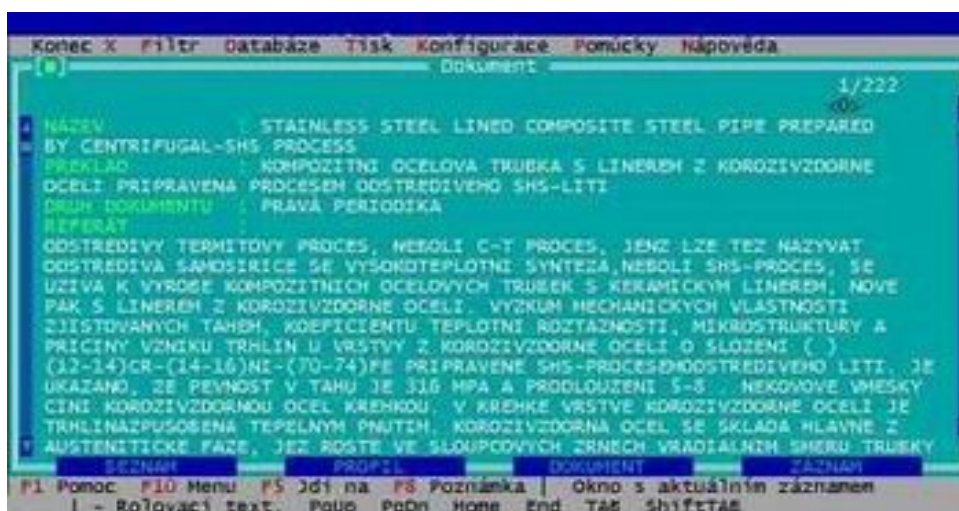 Konec X Filtr Databáze Tisk Konfigurace Pomůcky Nápověda
Dokument
1/222
NAZEV : STAINLESS STEEL LINED COMPOSITE STEEL PIPE PREPARED
BY CENTRIFUGAL-SHS PROCESS
PREKLAD : KOMPOZITNI OCELOVA TRUBKA S LINEREM Z KOROZIVZDORNE
OCELI PRIPRAVENA PROCESEM ODSTREDIVEHO SHS-LITI
DRUH DOKUMENTU : PRAVA PERIODIKA
REFERAT :
ODSTREDIVY TERMITOVY PROCES, NEBOLI C-T PROCES, JENZ LZE TEZ NAZYVAT
ODSTREDIVA SAMOSIRICE SE VYSOKOTEPLOTNI SYNTEZA,NEBOLI SHS-PROCES, SE
UZIVA K VYROBE KOMPOZITNICH OCELOVYCH TRUBEK S KERAMICKYM LINEREM, NOVE
PAK S LINEREM Z KOROZIVZDORNE OCELI. VYZKUM MECHANICKYCH VLASTNOSTI
ZJISTOVANYCH TAHEM, KOEFICIENTU TEPLOTNI ROZTAZNOSTI, MIKROSTRUKTURY A
PRICINY VZNIKU TRHLIN U VRSTVY Z KOROZIVZDORNE OCELI O SLOZENI ( )
(12-14)CR-(14-16)NI-(70-74)FE PRIPRAVENE SHS-PROCESEMODSTREDIVEHO LITI. JE
UKAZANO, ZE PEVNOST V TAHU JE 316 MPA A PRODLOUZENI 5-8 . NEKOVOVE VMESKY
CINI KOROZIVZDORNOU OCEL KREHKOU. V KREHKE VRSTVE KOROZIVZDORNE OCELI JE
TRHLINAZPUSOBENA TEPELNYM PNUTIM. KOROZIVZDORNA OCEL SE SKLADA HLAVNE Z
AUSTENITICKE FAZE, JEZ ROSTE VE SLOUPCOVYCH ZRNECH VRADIALNIM SMERU TRUBKY
SEZNAM PROFIL DOKUMENT ZÁZNAM
F1 Pomoc F10 Menu F5 Jdi na F8 Poznámka | Okno s aktuálním záznamem
- Rolovací text. PgUp PgDn Home End TAB ShiftTAB